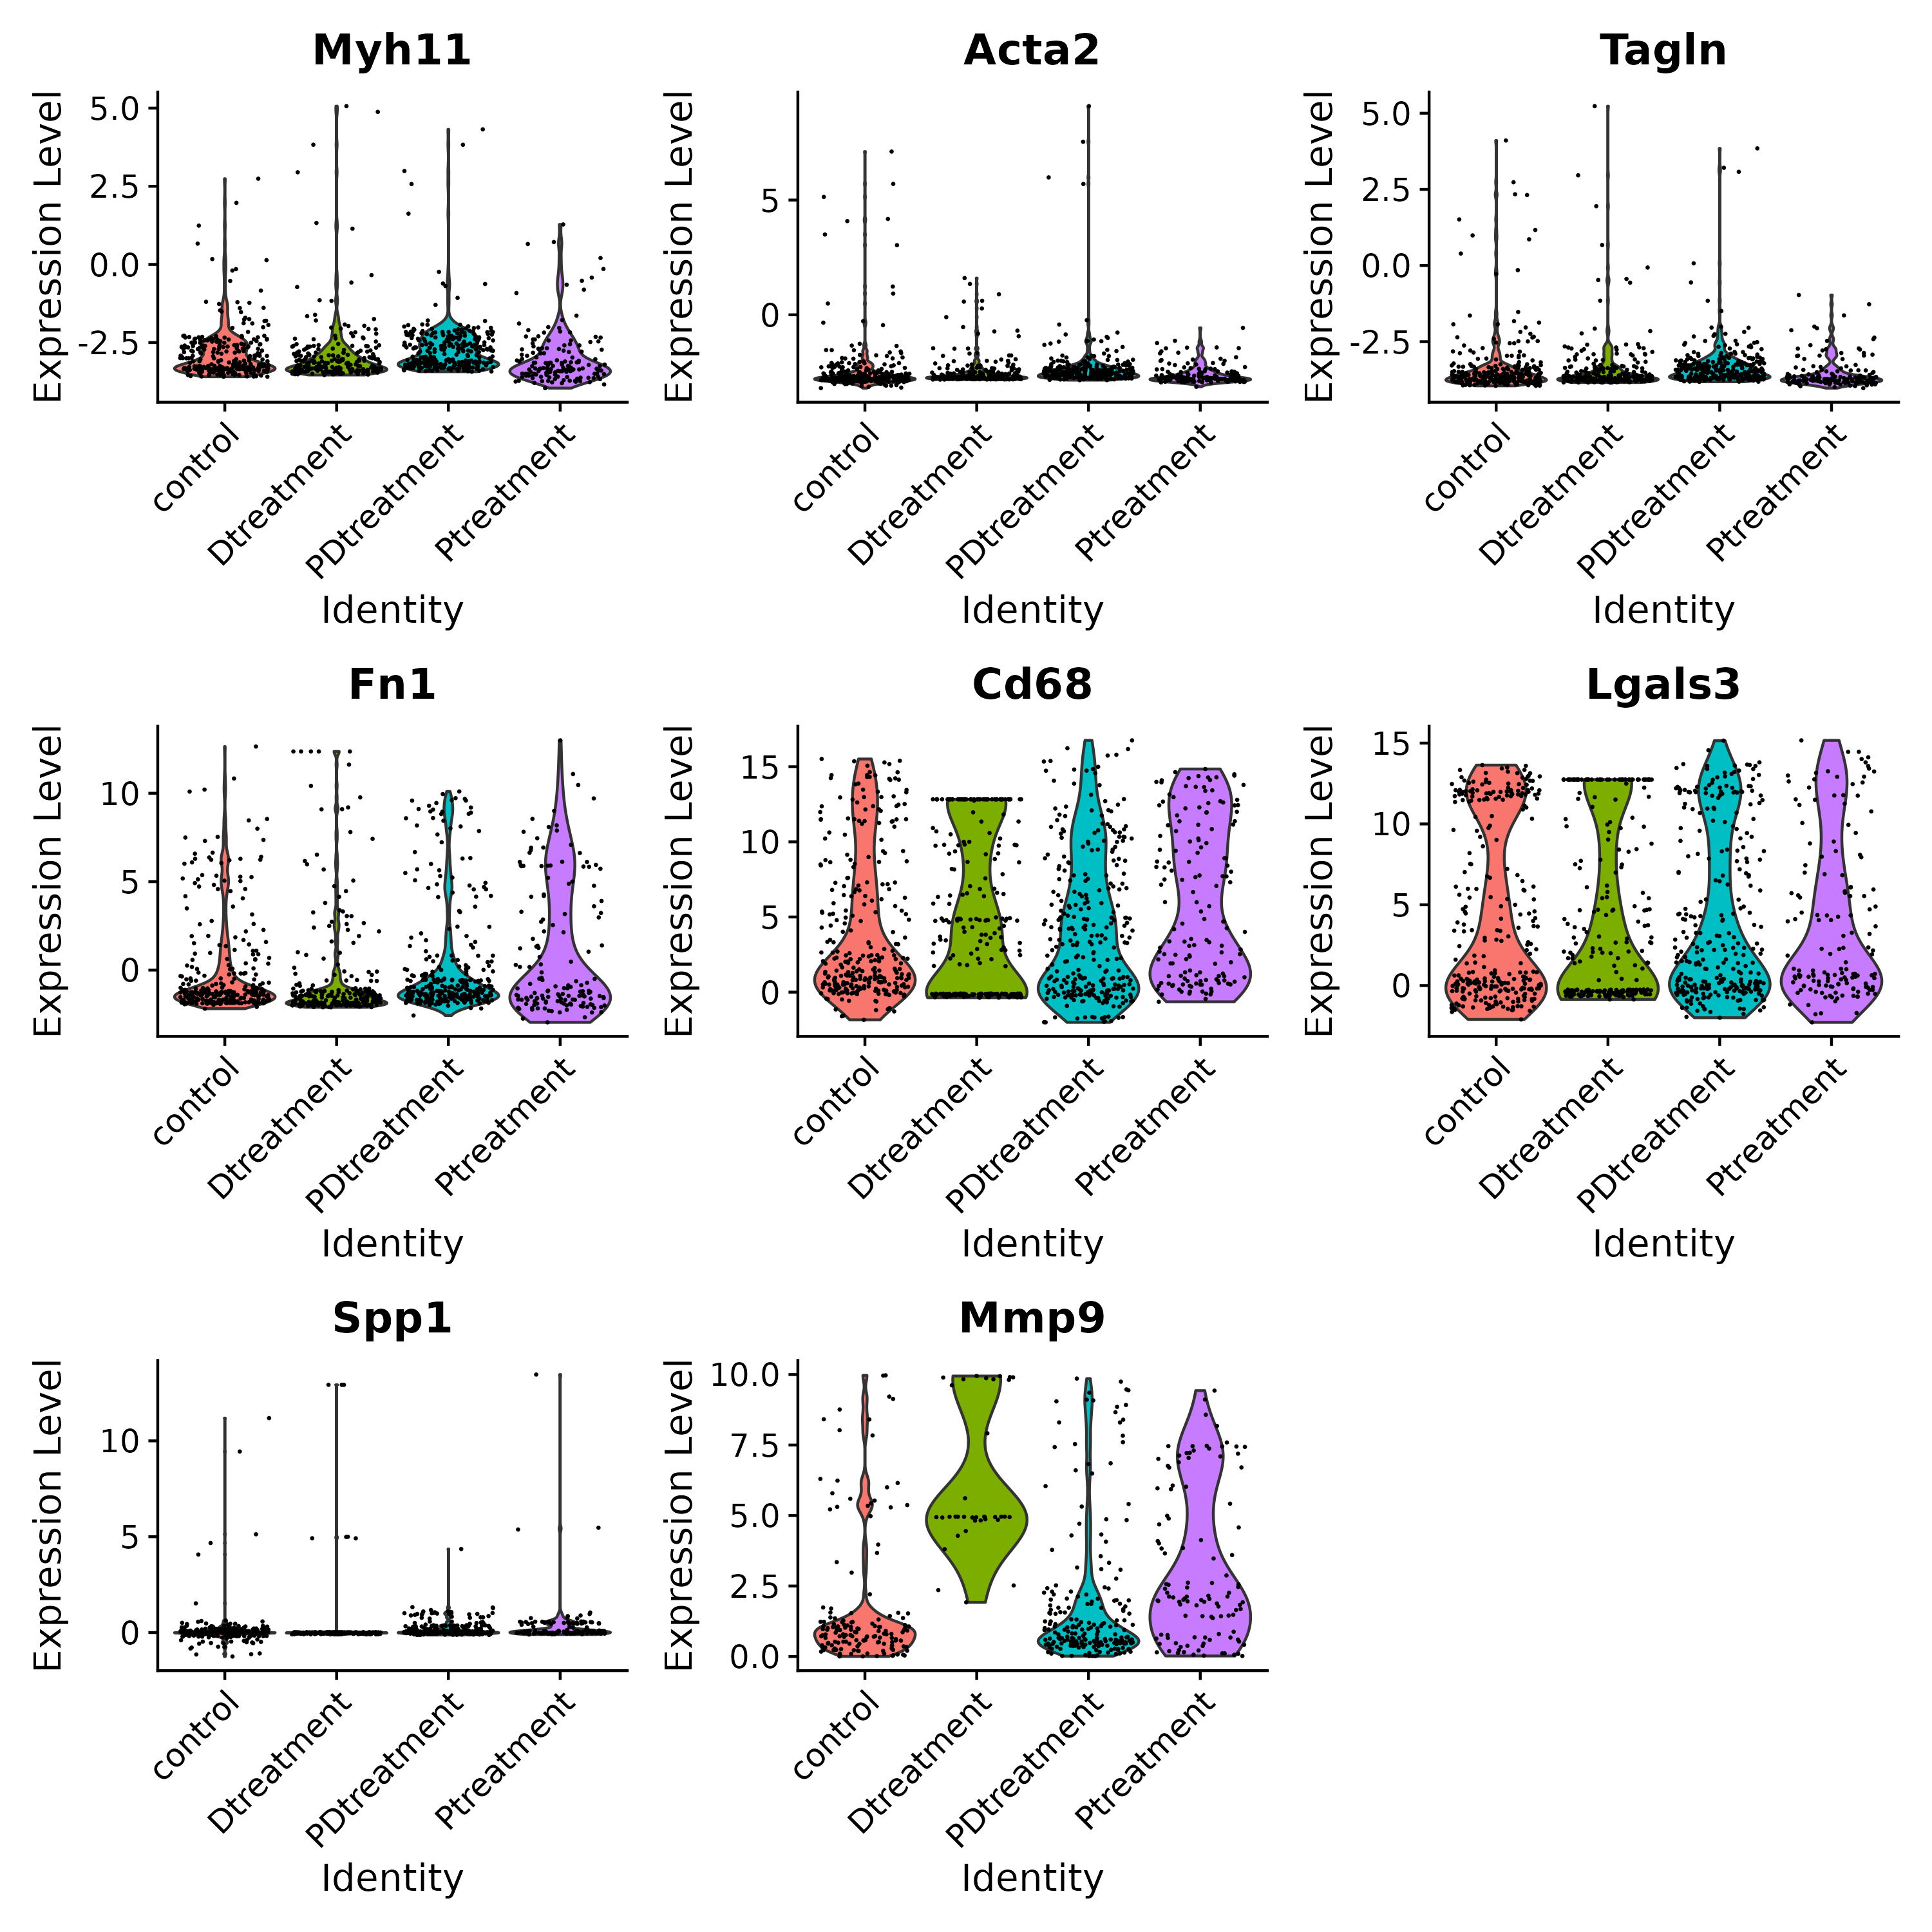 Myh11
Acta2
Tagln
Expression Level
5.0
2.5
0.0
-2.5
control
Dtreatment
PDtreatment
Ptreatment
Identity
Expression Level
5
0
control
Dtreatment
PDtreatment
Ptreatment
Identity
Expression Level
5.0
2.5
0.0
-2.5
control
Dtreatment
PDtreatment
Ptreatment
Identity
Fn1
Cd68
Lgals3
Expression Level
10
5
0
control
Dtreatment
PDtreatment
Ptreatment
Identity
Expression Level
15
10
5
0
control
Dtreatment
PDtreatment
Ptreatment
Identity
Expression Level
15
10
5
0
control
Dtreatment
PDtreatment
Ptreatment
Identity
Spp1
Mmp9
Expression Level
10
5
0
control
Dtreatment
PDtreatment
Ptreatment
Identity
Expression Level
10.0
7.5
5.0
2.5
0.0
control
Dtreatment
PDtreatment
Ptreatment
Identity